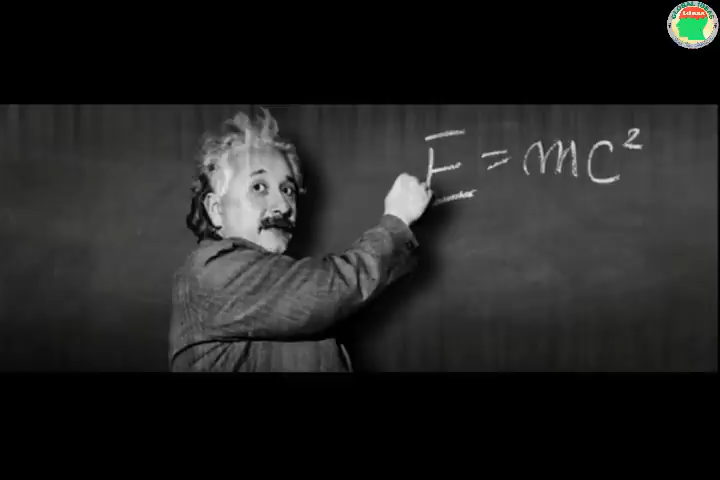 E = mc²